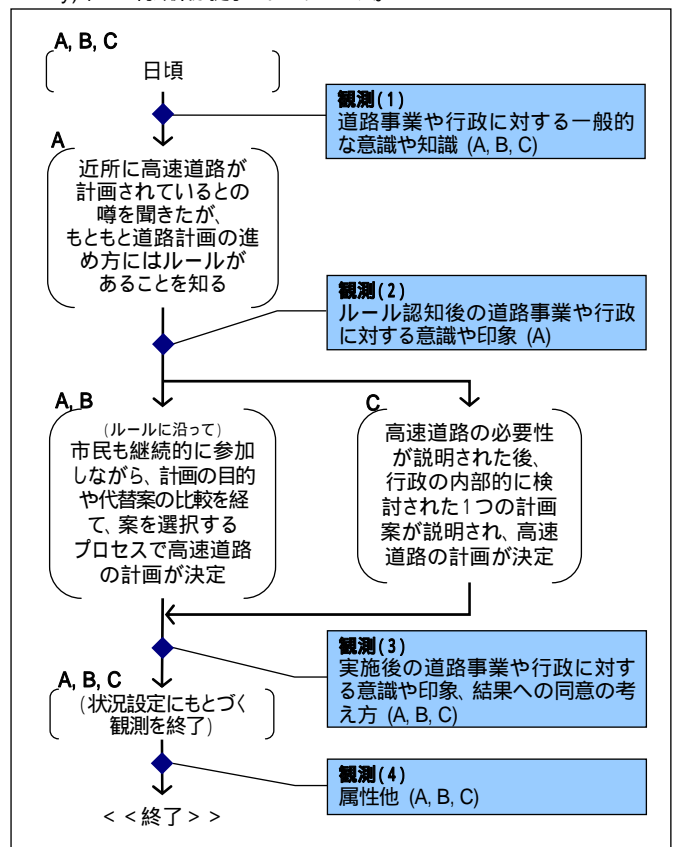 A, B, C
日頃
観測(1)
道路事業や行政に対する一般的
な意識や知識 (A, B, C)
A
近所に高速道路が
計画されているとの
噂を聞きたが、
もともと道路計画の進
め方にはルールが
あることを知る
観測(2)
ルール認知後の道路事業や行政
に対する意識や印象 (A)
A, B
(ルールに沿って)
市民も継続的に参加
しながら、計画の目的
や代替案の比較を経
て、案を選択する
プロセスで高速道路
の計画が決定
C
高速道路の必要性
が説明された後、
行政の内部的に検
討された1つの計画
案が説明され、高速
道路の計画が決定
観測(3)
実施後の道路事業や行政に対す
る意識や印象、結果への同意の考
え方 (A, B, C)
A, B, C
(状況設定にもとづく
観測を終了)
観測(4)
属性他 (A, B, C)
<<終了>>